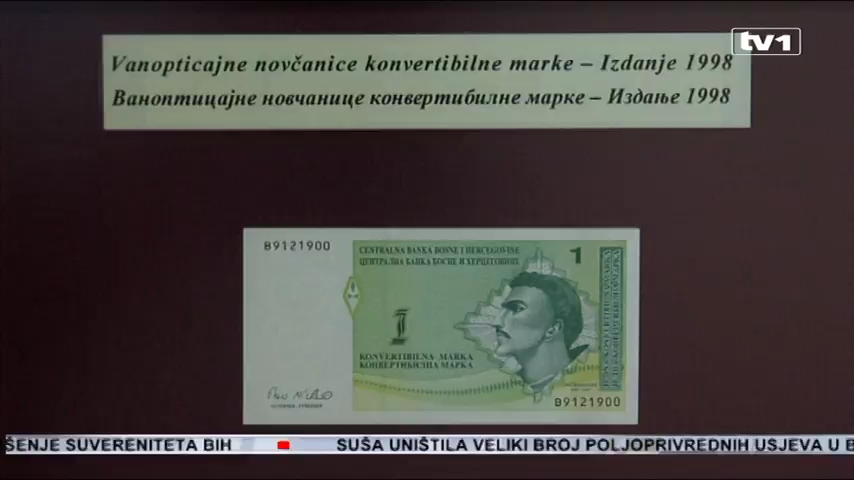 tv1
Vanopticajne novčanice konvertibilne marke – Izdanje 1998
Ваноптицајне новчанице конвертибилне марке – Издање 1998
B9121900
CENTRALNA BANKA BOSNE I HERCEGOVINE
ЦЕНТРАЛНА БАНКА БОСНЕ И ХЕРЦЕГОВИНЕ
1
1
KONVERTIBILNA MARKA
КОНВЕРТИБИЛНА МАРКА
B9121900
ŠENJE SUVERENITETA BIH
SUŠA UNIŠTILA VELIKI BROJ POLJOPRIVREDNIH USJEVA U B